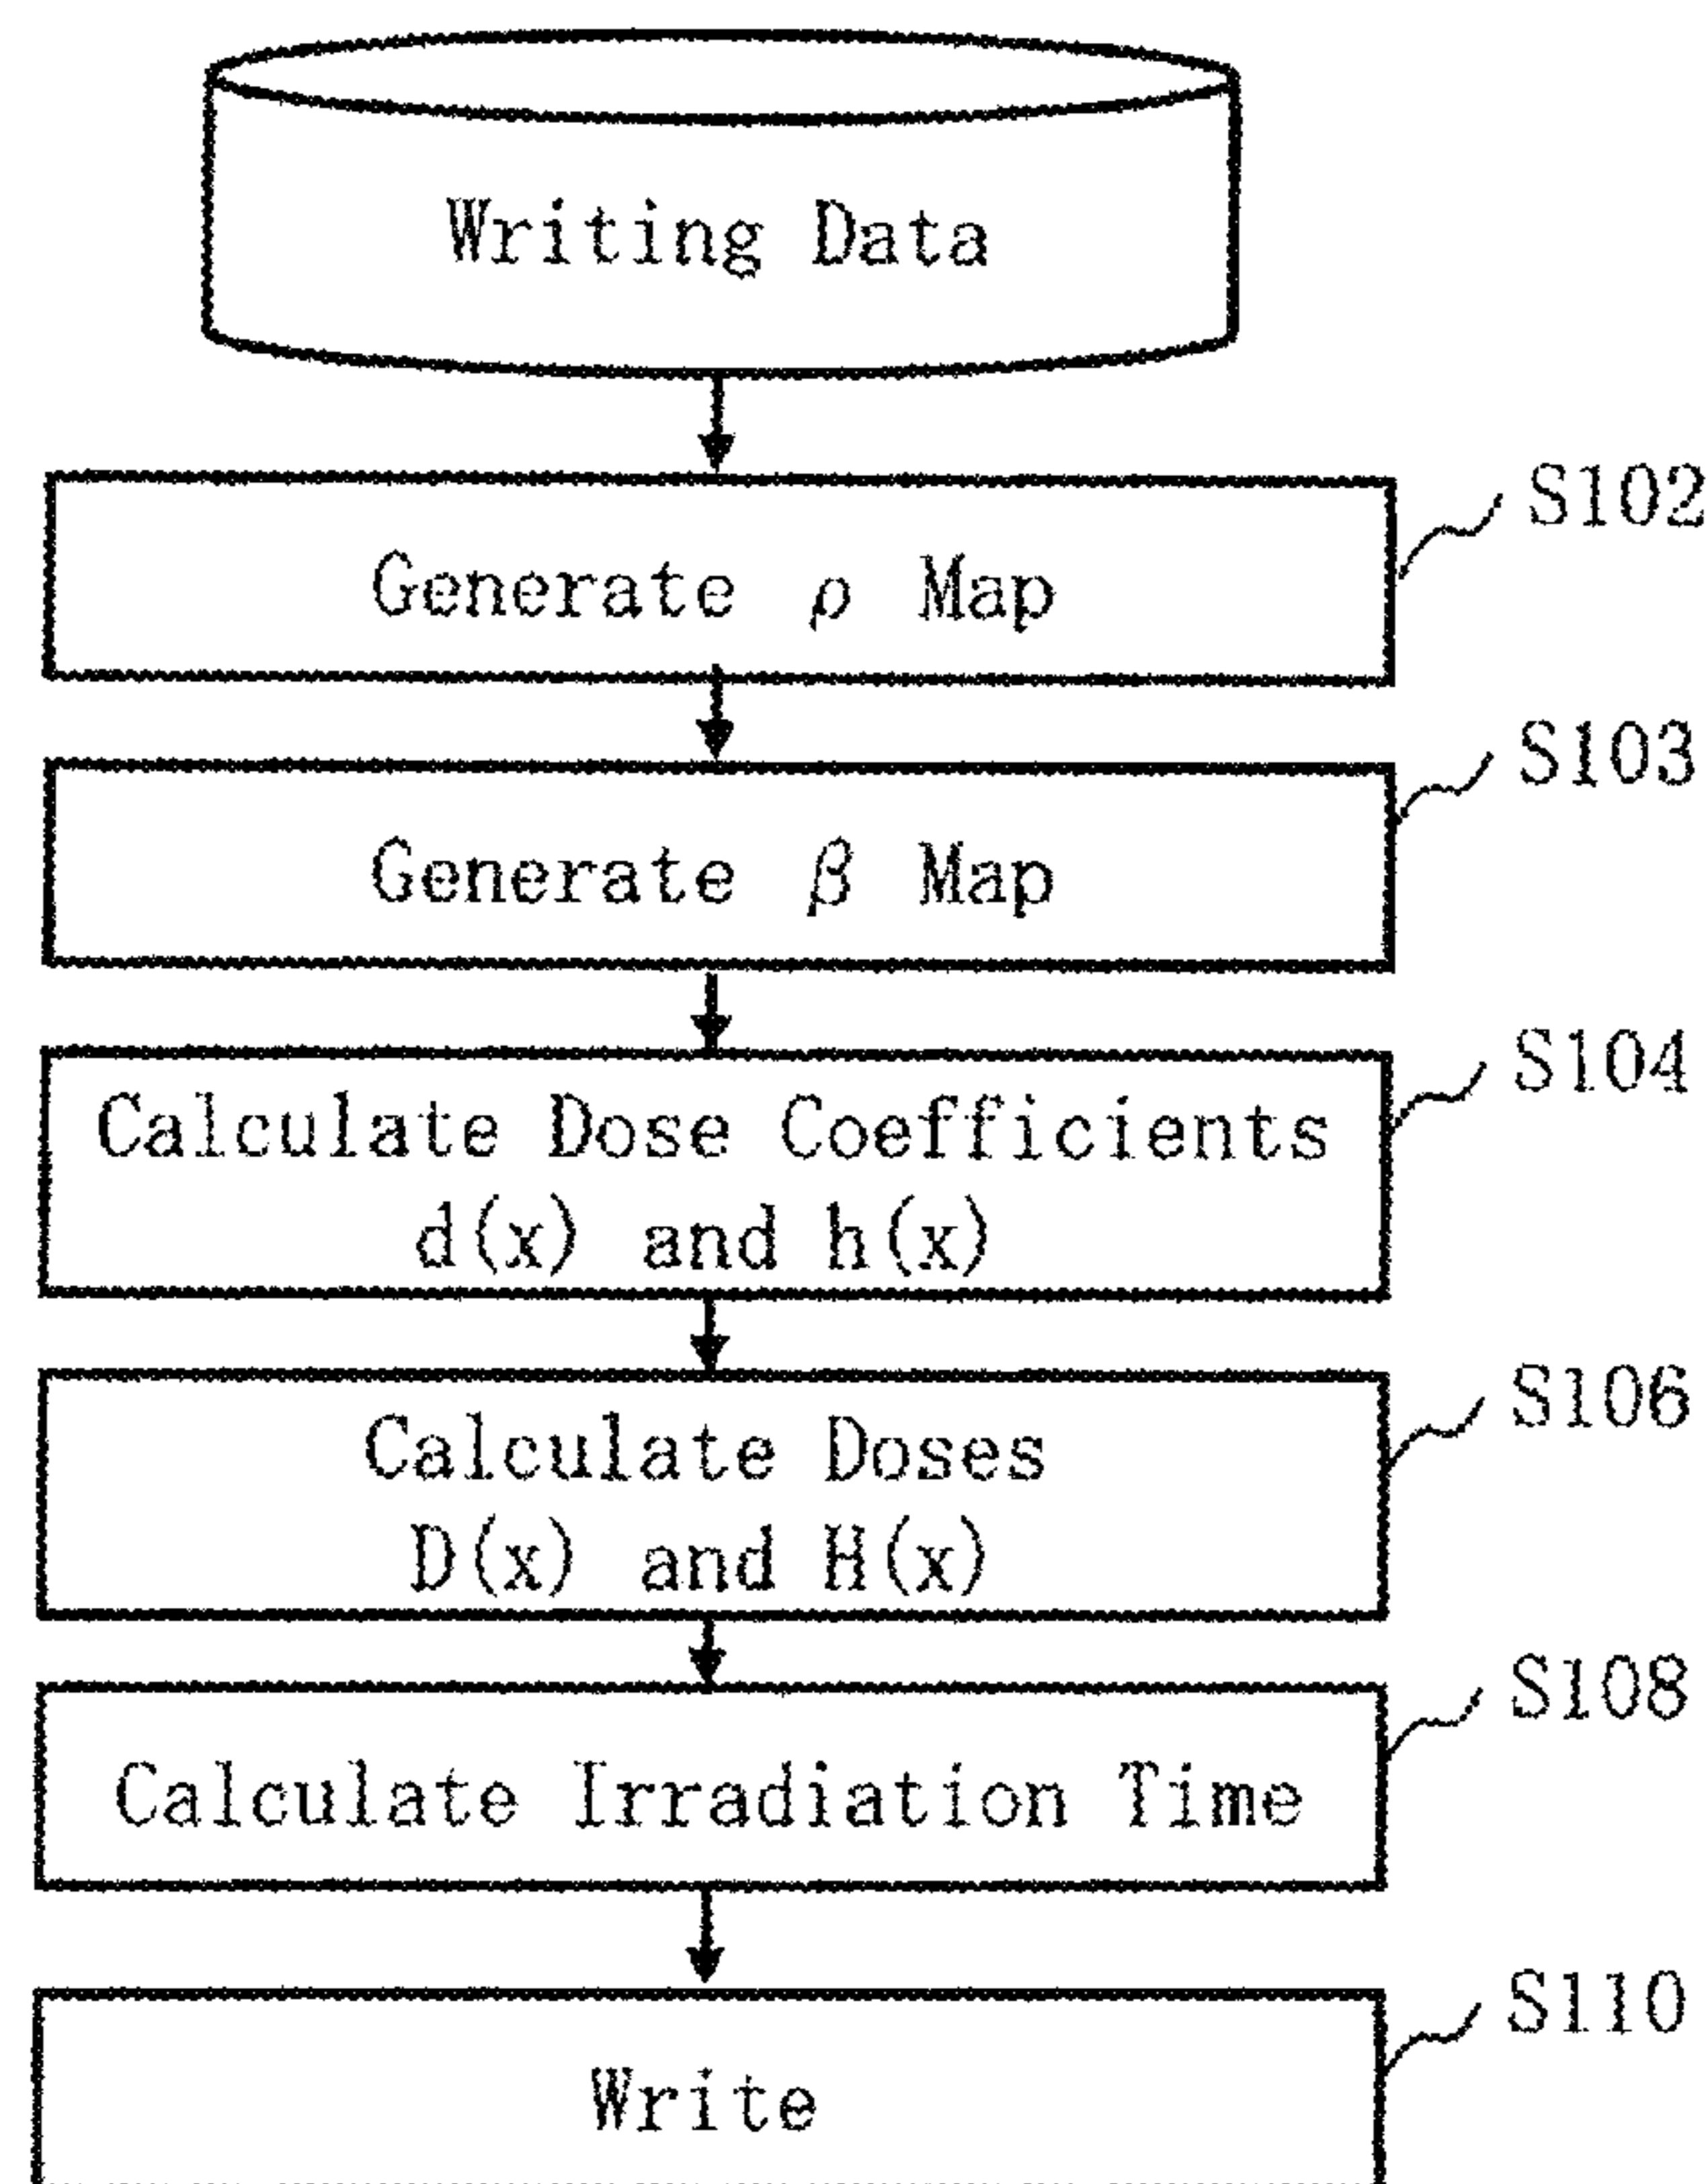 Writing Data
S102
Generate ρ Map
S103
Generate β Map
S104
Calculate Dose Coefficients
d(x) and h(x)
S106
Calculate Doses
D(x) and H(x)
S108
Calculate Irradiation Time
S110
Write